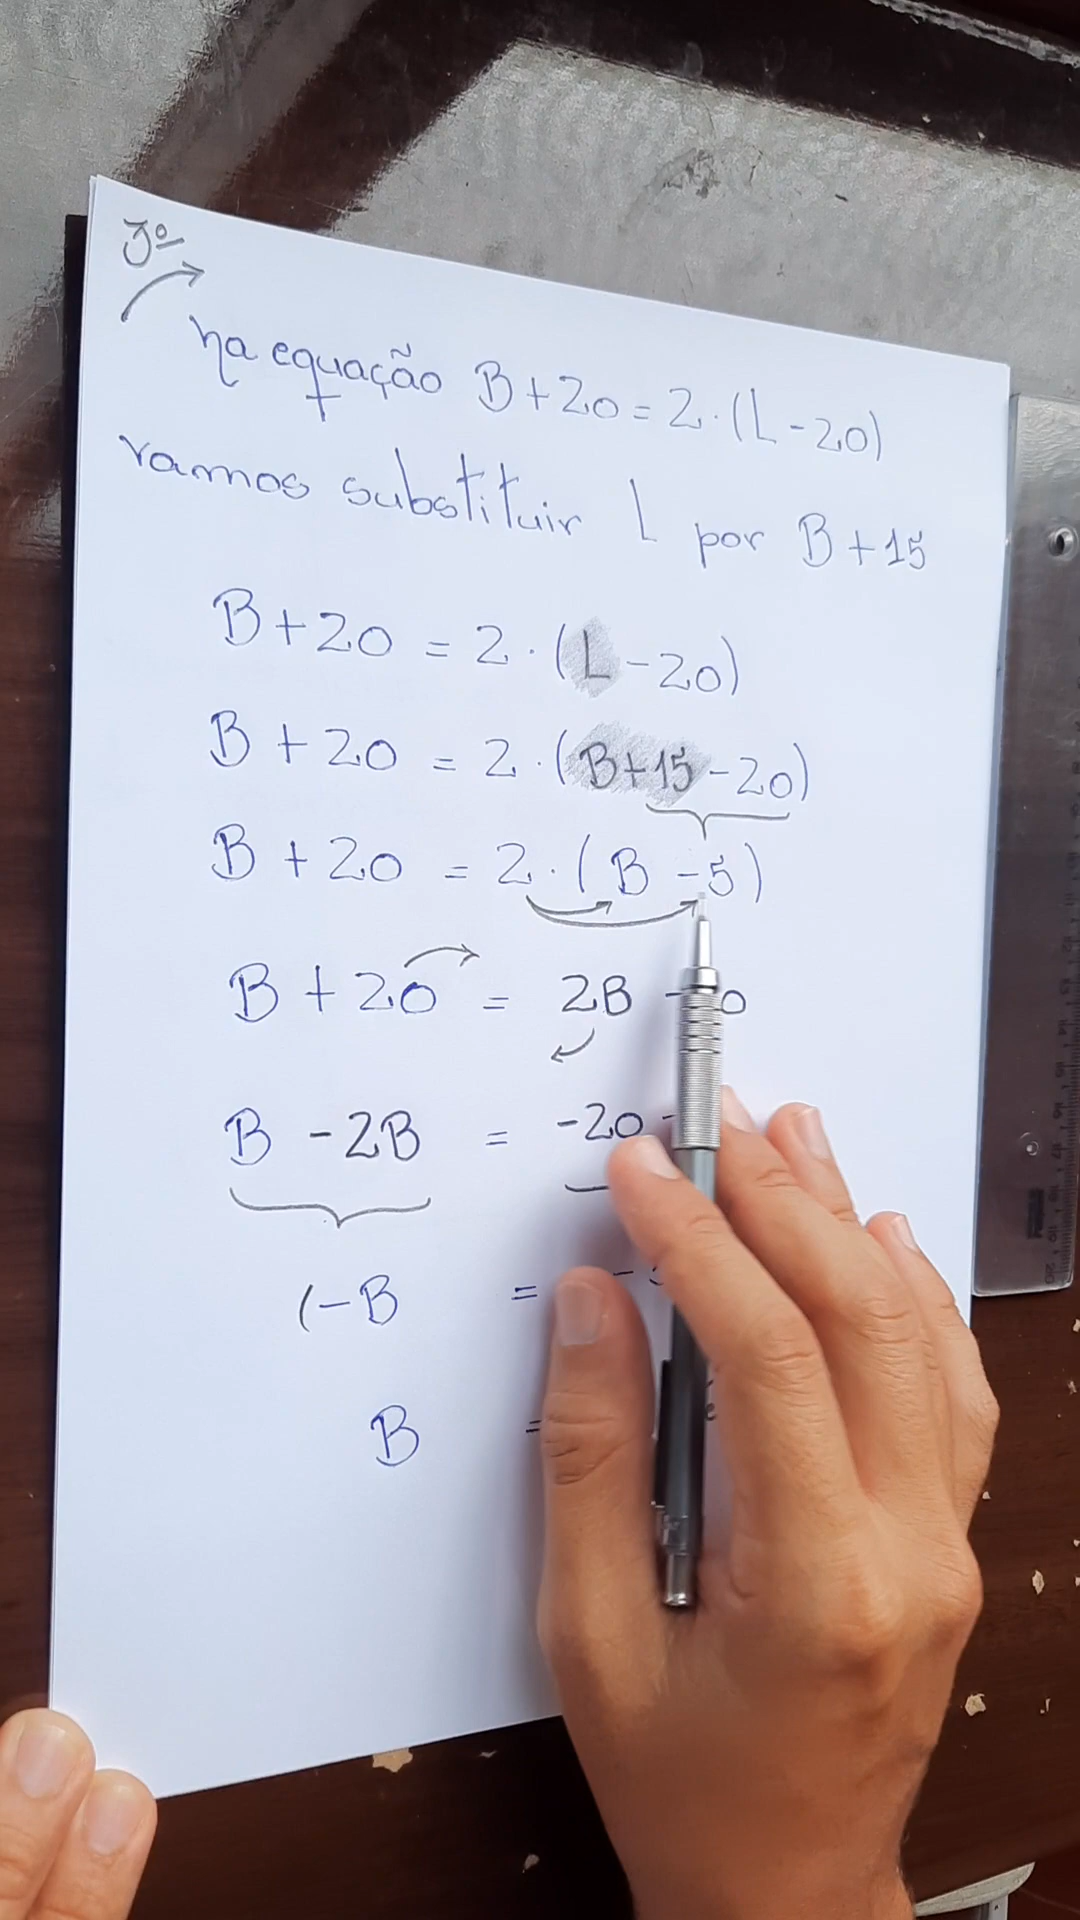 3º
na equação B+20=2·(L-20)
vamos substituir L por B+15
B+20 = 2·(L-20)
B+20 = 2·(B+15-20)
B+20 = 2·(B-5)
B+20 = 2B - 0
B-2B = -20 -
(-B = -
B =